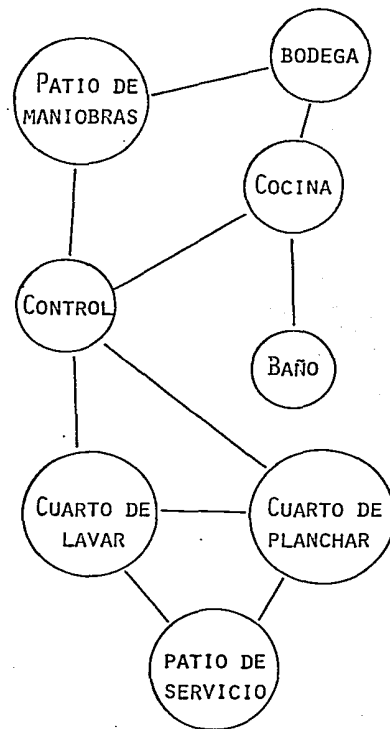 BODEGA
PATIO DE
MANIOBRAS
COCINA
CONTROL
BAÑO
CUARTO DE
LAVAR
CUARTO DE
PLANCHAR
PATIO DE
SERVICIO